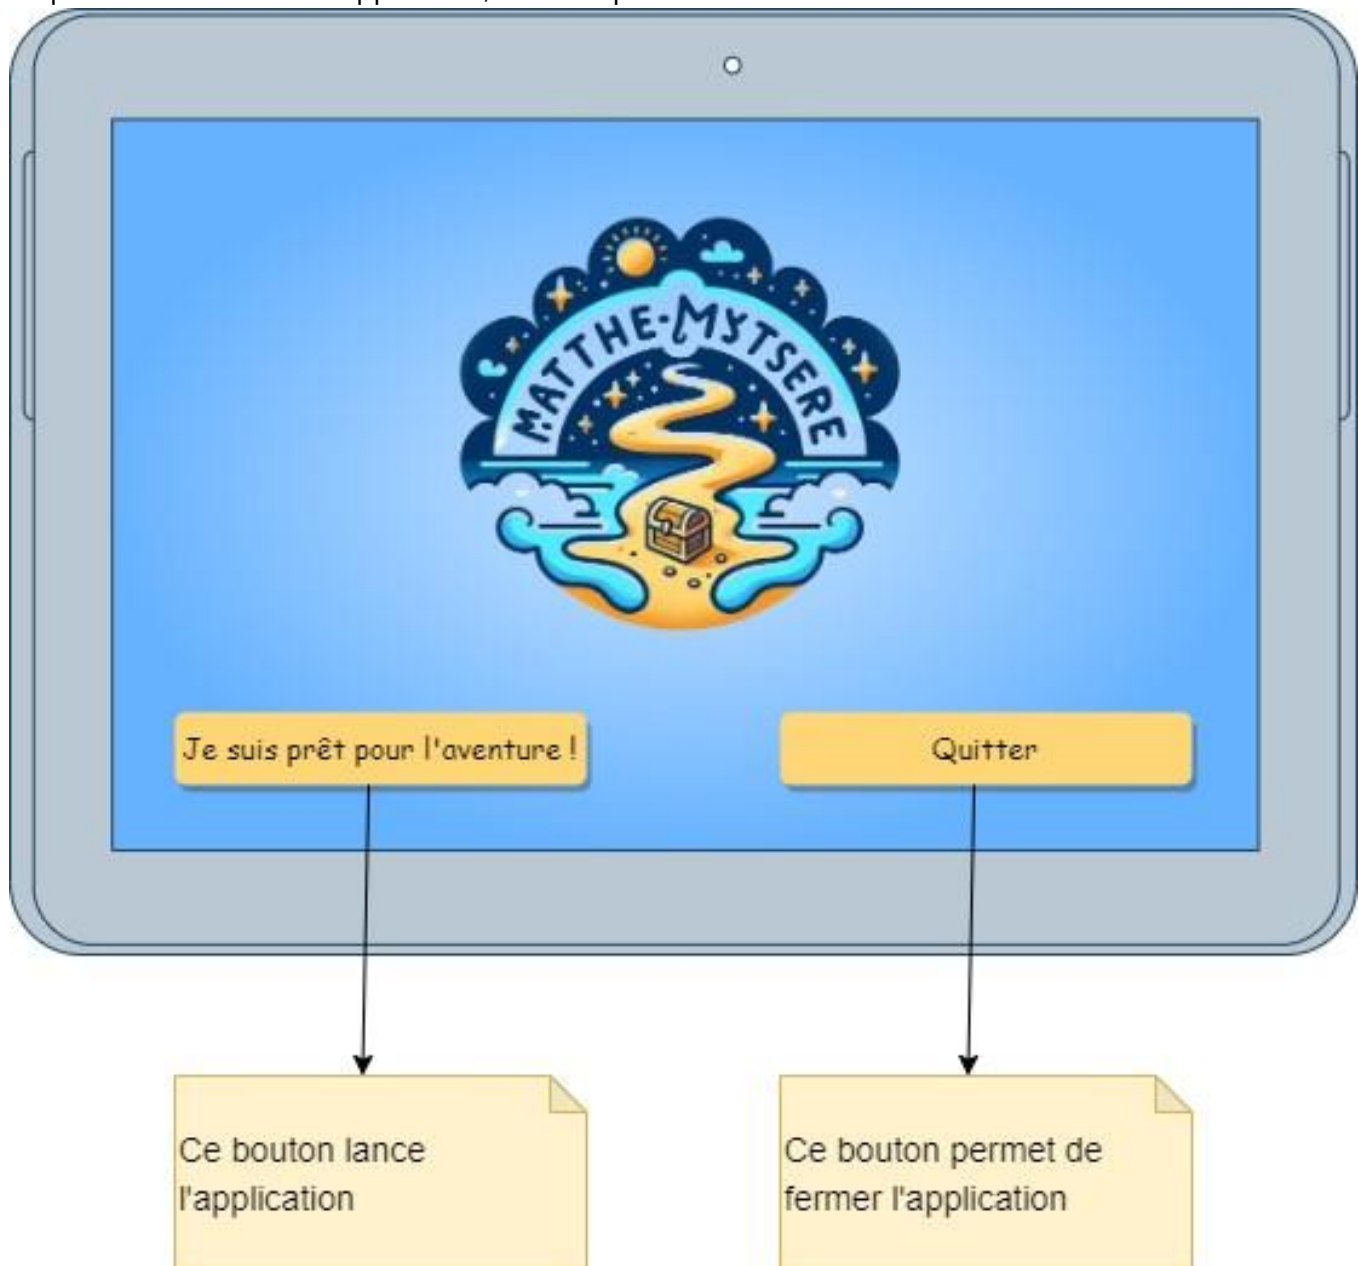 MATTHE-MYTSERE
Je suis prêt pour l'aventure !
Quitter
Ce bouton lance
l'application
Ce bouton permet de
fermer l'application